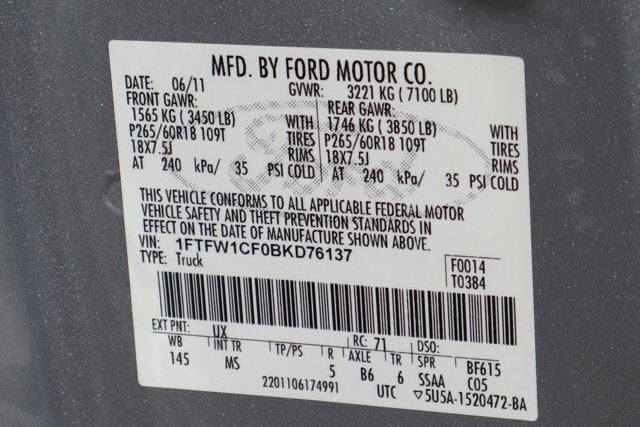 MFD. BY FORD MOTOR CO.
DATE: 06/11 GVWR: 3221 KG ( 7100 LB)
FRONT GAWR: REAR GAWR:
1565 KG ( 3450 LB) WITH 1746 KG ( 3850 LB) WITH
P265/60R18 109T TIRES P265/60R18 109T TIRES
18X7.5J RIMS 18X7.5J RIMS
AT 240 kPa/ 35 PSI COLD AT 240 kPa/ 35 PSI COLD
THIS VEHICLE CONFORMS TO ALL APPLICABLE FEDERAL MOTOR
VEHICLE SAFETY AND THEFT PREVENTION STANDARDS IN
EFFECT ON THE DATE OF MANUFACTURE SHOWN ABOVE.
VIN: 1FTFW1CF0BKD76137
TYPE: Truck
F0014
T0384
EXT PNT: UX RC: 71 DSO:
WB INT TR TP/PS R AXLE TR SPR BF615
145 MS 5 B6 6 SSAA C05
2201106174991 UTC ▽5U5A-1520472-BA
Ford